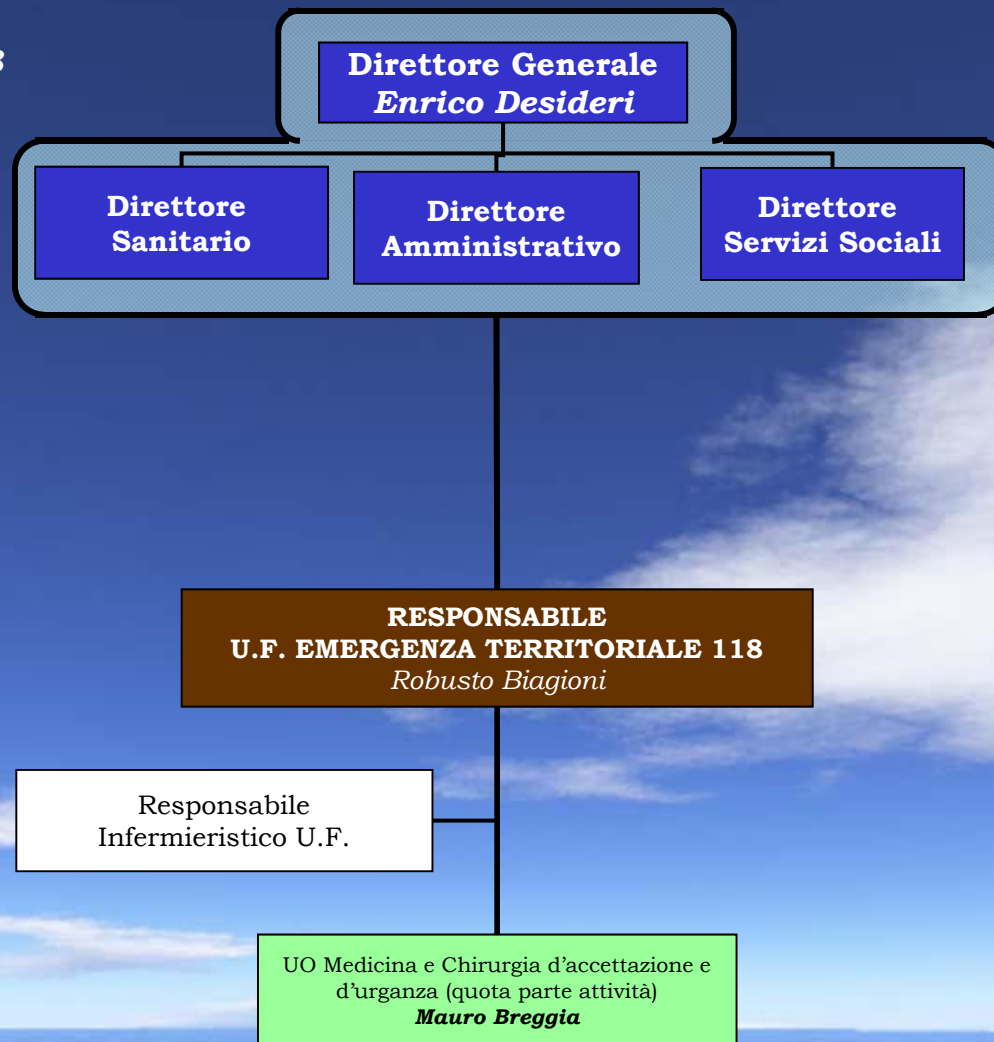 Direttore Generale
Enrico Desideri
Direttore
Sanitario
Direttore
Amministrativo
Direttore
Servizi Sociali
RESPONSABILE
U.F. EMERGENZA TERRITORIALE 118
Robusto Biagioni
Responsabile
Infermieristico U.F.
UO Medicina e Chirurgia d'accettazione e
d'urganza (quota parte attività)
Mauro Breggia